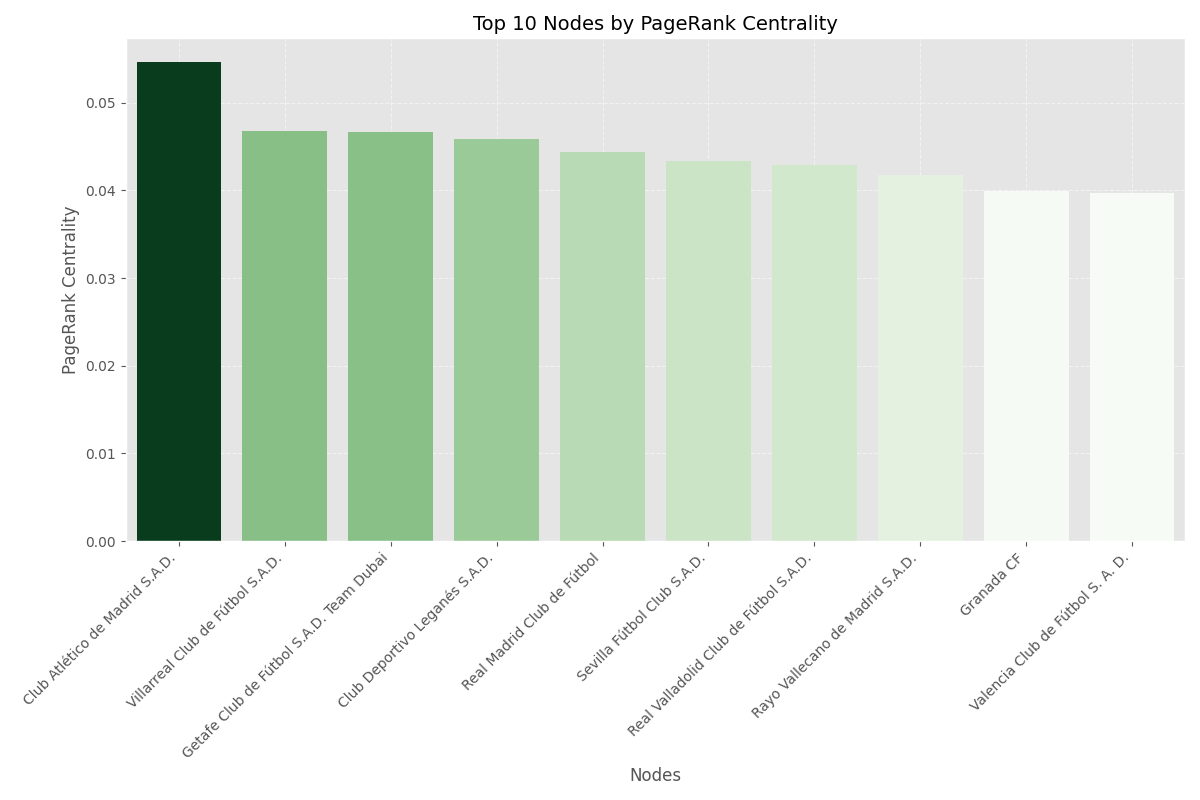 Top 10 Nodes by PageRank Centrality
PageRank Centrality
0.05
0.04
0.03
0.02
0.01
0.00
Club Atlético de Madrid S.A.D.
Villarreal Club de Fútbol S.A.D.
Getafe Club de Fútbol S.A.D. Team Dubai
Club Deportivo Leganés S.A.D.
Real Madrid Club de Fútbol
Sevilla Fútbol Club S.A.D.
Real Valladolid Club de Fútbol S.A.D.
Rayo Vallecano de Madrid S.A.D.
Granada CF
Valencia Club de Fútbol S. A. D.
Nodes